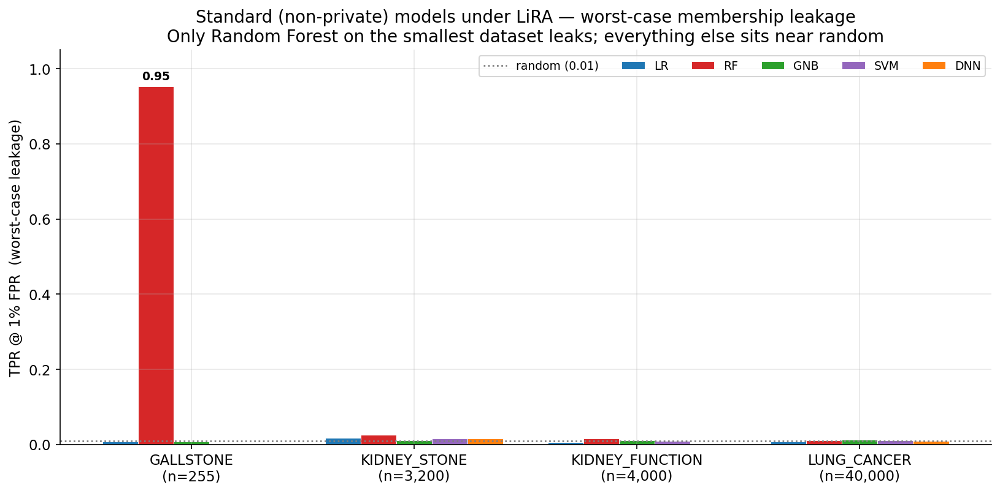 Standard (non-private) models under LiRA — worst-case membership leakage
Only Random Forest on the smallest dataset leaks; everything else sits near random
random (0.01) LR RF GNB SVM DNN
TPR @ 1% FPR (worst-case leakage)
1.0
0.8
0.6
0.4
0.2
0.0
0.95
GALLSTONE
(n=255)
KIDNEY_STONE
(n=3,200)
KIDNEY_FUNCTION
(n=4,000)
LUNG_CANCER
(n=40,000)